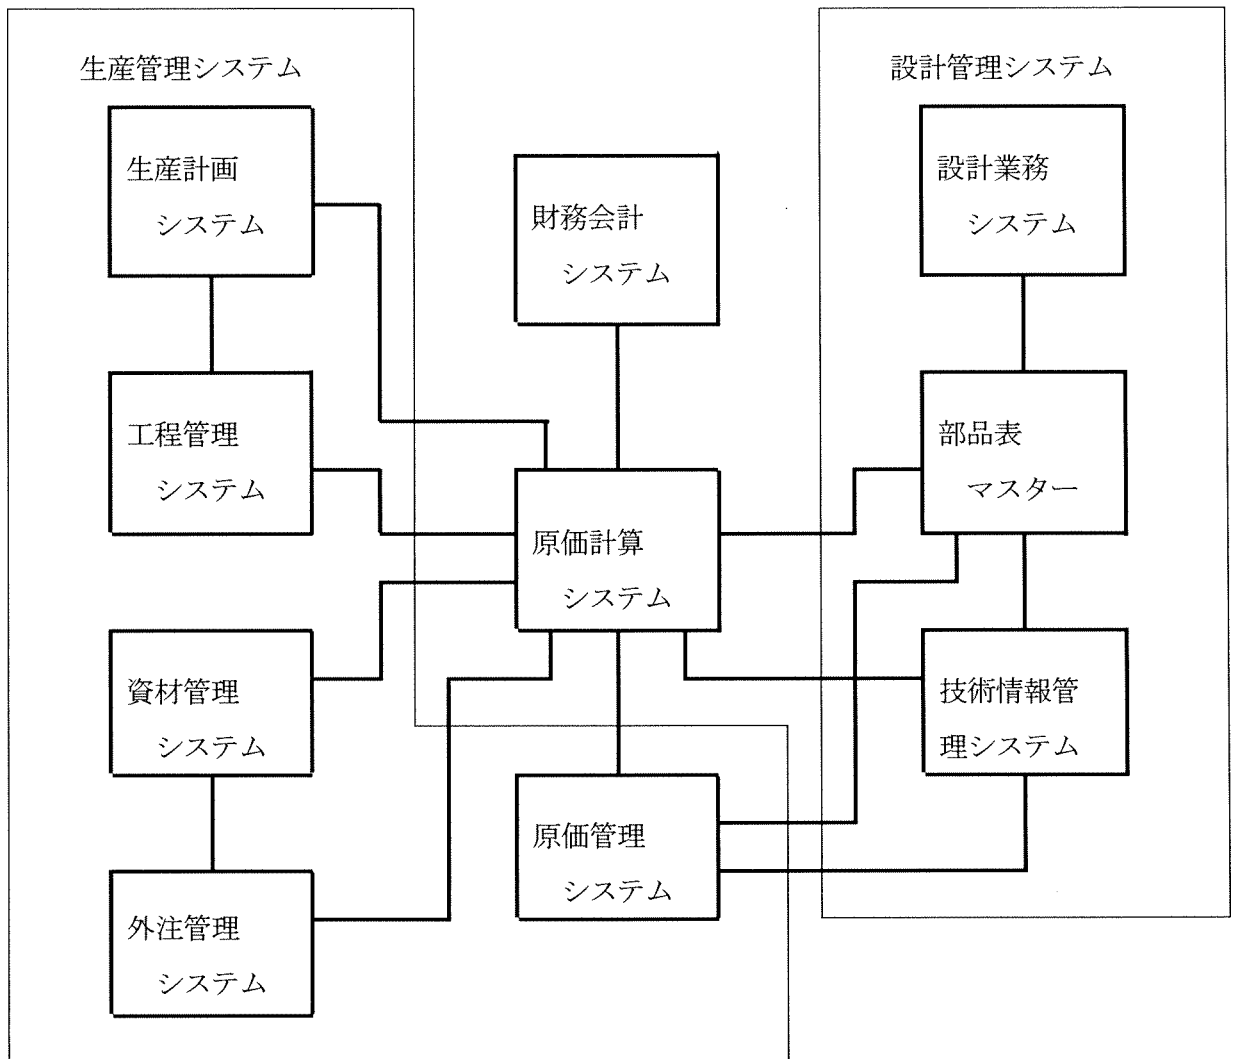 生産管理システム
生産計画
システム
工程管理
システム
資材管理
システム
外注管理
システム
財務会計
システム
原価計算
システム
原価管理
システム
設計管理システム
設計業務
システム
部品表
マスター
技術情報管
理システム